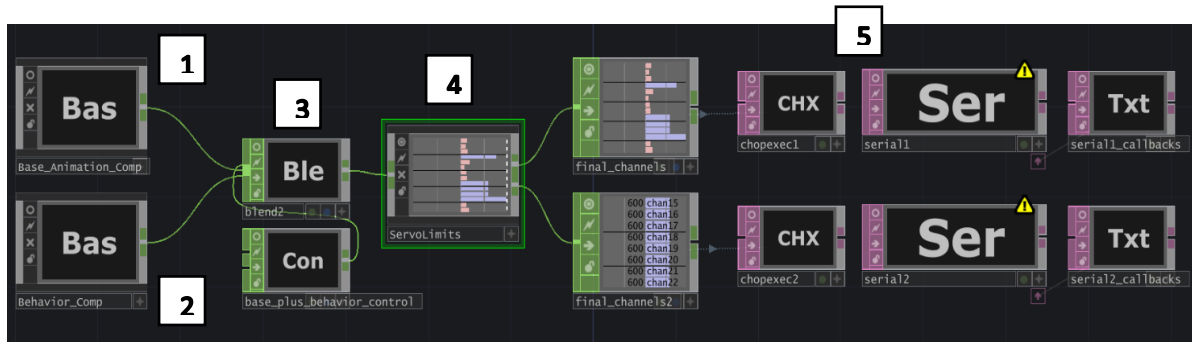 1
5
4
3
2
Bas
Base_Animation_Comp
Bas
Behavior_Comp
Ble
blend2
Con
base_plus_behavior_control
ServoLimits
final_channels
600 chan15
600 chan16
600 chan17
600 chan18
600 chan19
600 chan20
600 chan21
600 chan22
final_channels2
CHX
chopexec1
Ser
serial1
Txt
serial1_callbacks
CHX
chopexec2
Ser
serial2
Txt
serial2_callbacks